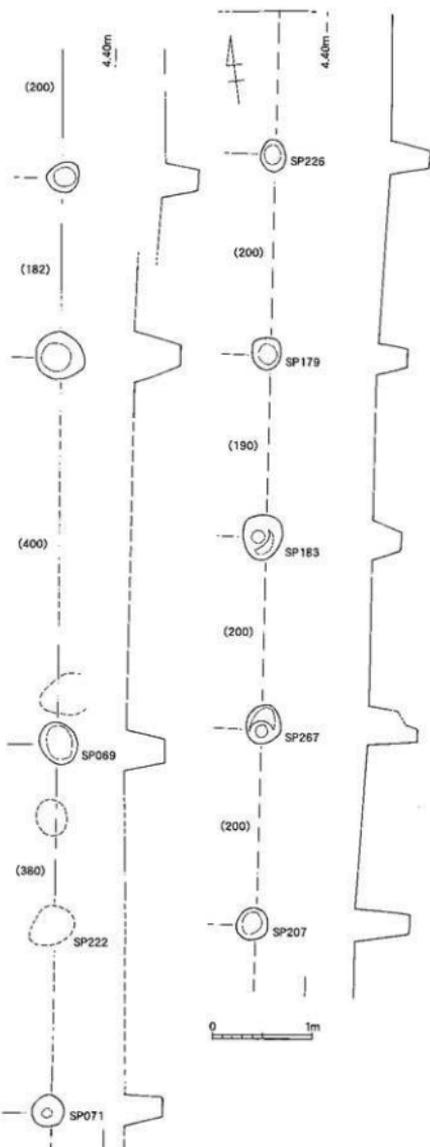 4.40m
(200)
(182)
(400)
SP069
(380)
SP222
SP071
4.40m
SP226
(200)
SP179
(190)
SP183
(200)
SP267
(200)
SP207
0 1m